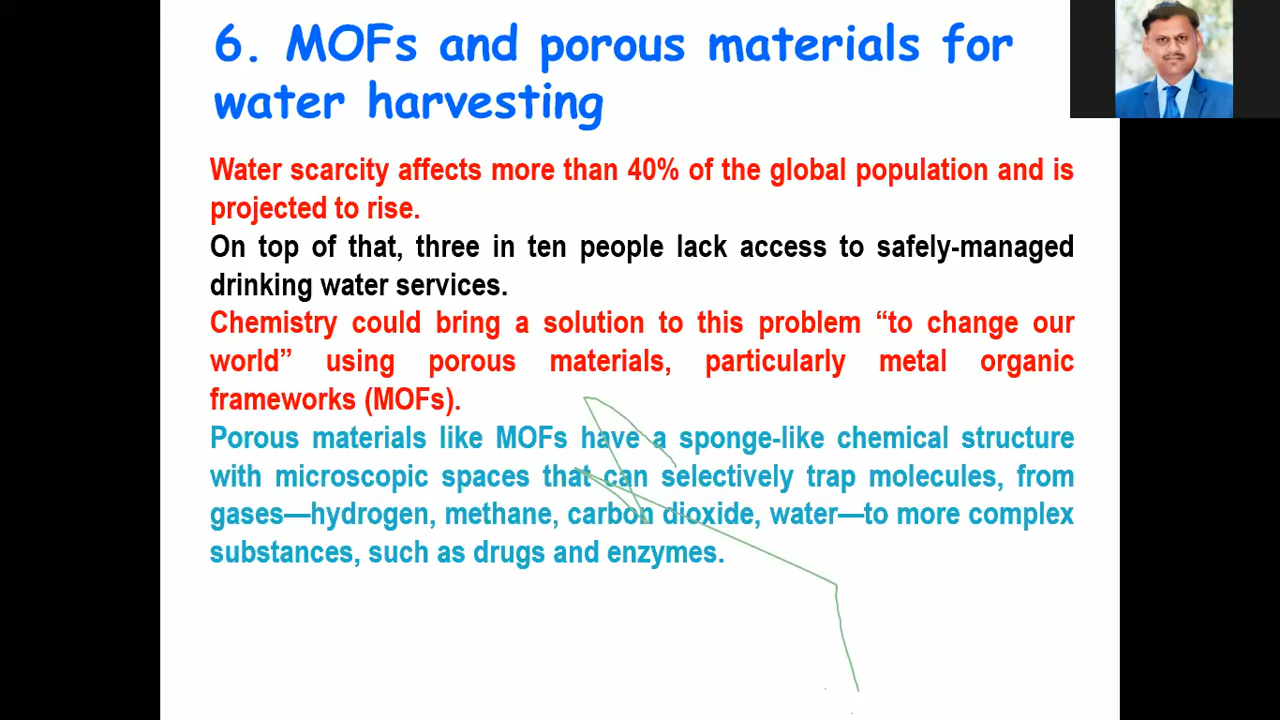 6. MOFs and porous materials for
water harvesting
Water scarcity affects more than 40% of the global population and is
projected to rise.
On top of that, three in ten people lack access to safely-managed
drinking water services.
Chemistry could bring a solution to this problem “to change our
world” using porous materials, particularly metal organic
frameworks (MOFs).
Porous materials like MOFs have a sponge-like chemical structure
with microscopic spaces that can selectively trap molecules, from
gases—hydrogen, methane, carbon dioxide, water—to more complex
substances, such as drugs and enzymes.